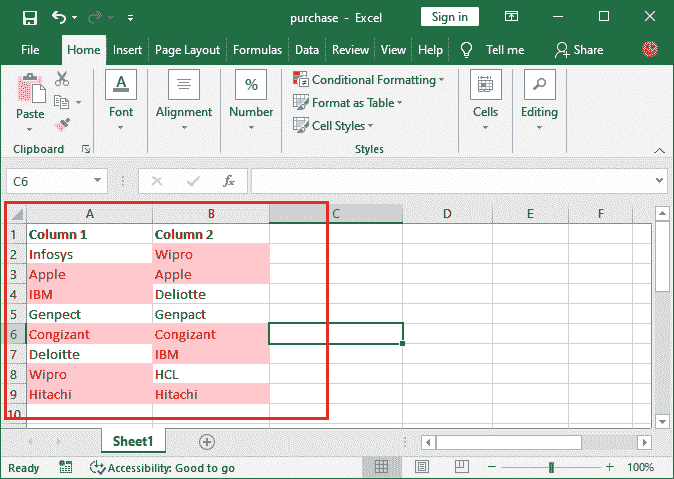 purchase - Excel Sign in
File Home Insert Page Layout Formulas Data Review View Help Tell me Share
Paste
Clipboard
A
Font
Alignment
%
Number
Conditional Formatting
Format as Table
Cell Styles
Styles
Cells
Editing
C6 fx
A B C D E F
1 Column 1 Column 2
2 Infosys Wipro
3 Apple Apple
4 IBM Deliotte
5 Genpect Genpact
6 Congizant Congizant
7 Deloitte IBM
8 Wipro HCL
9 Hitachi Hitachi
10
Sheet1
Ready Accessibility: Good to go 100%